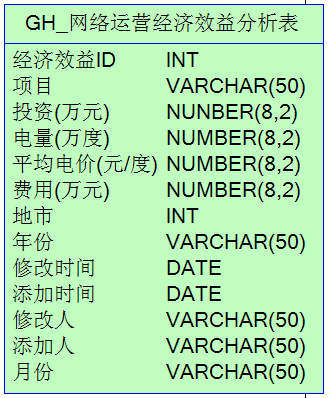 GH_网络运营经济效益分析表
经济效益ID INT
项目 VARCHAR(50)
投资(万元) NUNBER(8,2)
电量(万度) NUMBER(8,2)
平均电价(元/度) NUMBER(8,2)
费用(万元) NUMBER(8,2)
地市 INT
年份 VARCHAR(50)
修改时间 DATE
添加时间 DATE
修改人 VARCHAR(50)
添加人 VARCHAR(50)
月份 VARCHAR(50)